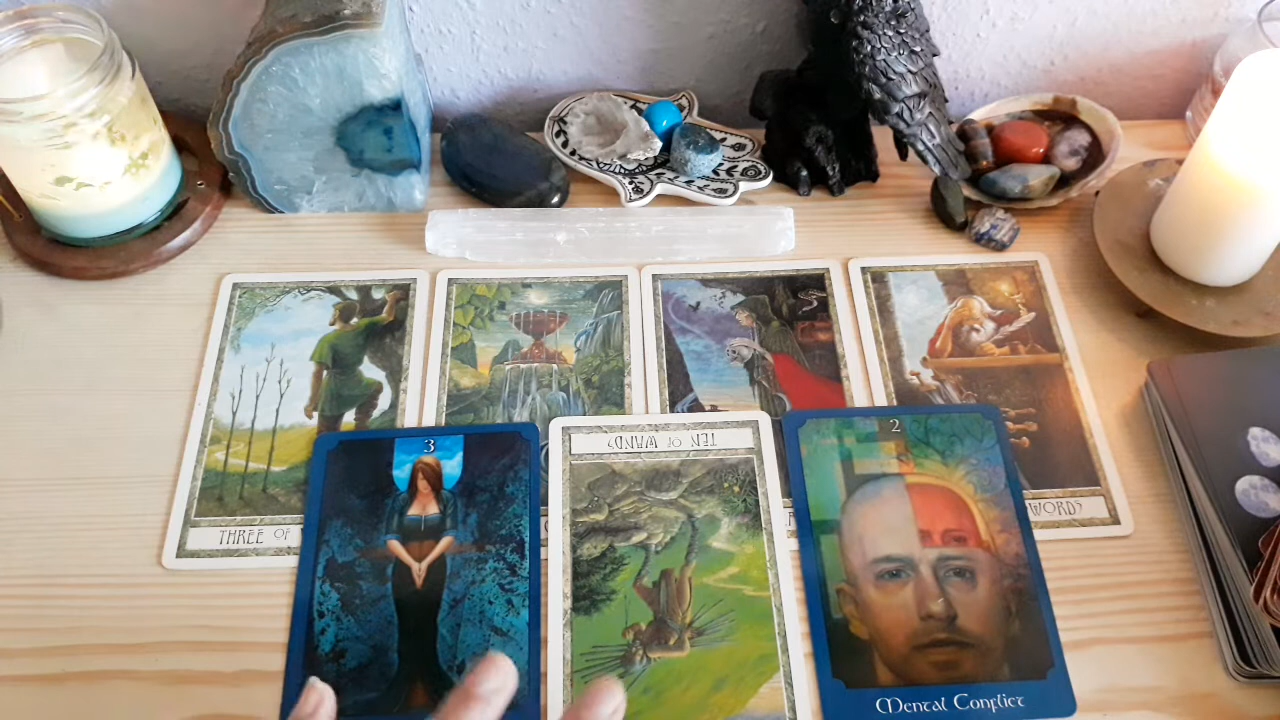 THREE OF
WORDS
3
TEN OF WANDS
2
Mental Conflict